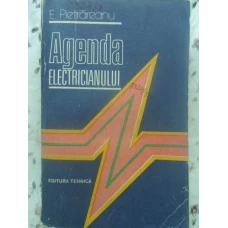 E. Pietrăreanu
Agenda
ELECTRICIANULUI
EDITURA TEHNICĂ